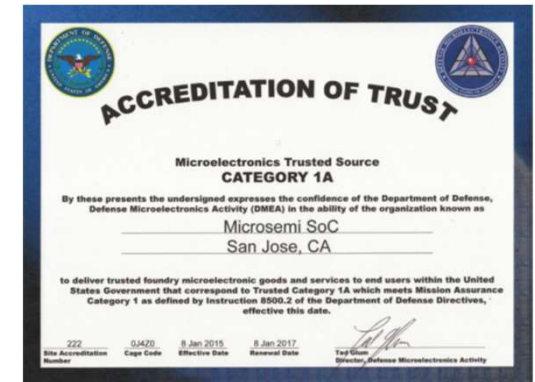 DEPARTMENT OF DEFENSE
ACCREDITATION OF TRUST
Microelectronics Trusted Source
CATEGORY 1A
By these presents the undersigned expresses the confidence of the Department of Defense,
Defense Microelectronics Activity (DMEA) in the ability of the organization known as
Microsemi SoC
San Jose, CA
to deliver trusted foundry microelectronic goods and services to end users within the United
States Government that correspond to Trusted Category 1A which meets Mission Assurance
Category 1 as defined by Instruction 8500.2 of the Department of Defense Directives,
effective this date.
222 0J4Z0 8 Jan 2015 8 Jan 2017
Site Accreditation Cage Code Effective Date Renewal Date Ted Glum
Number Director, Defense Microelectronics Activity